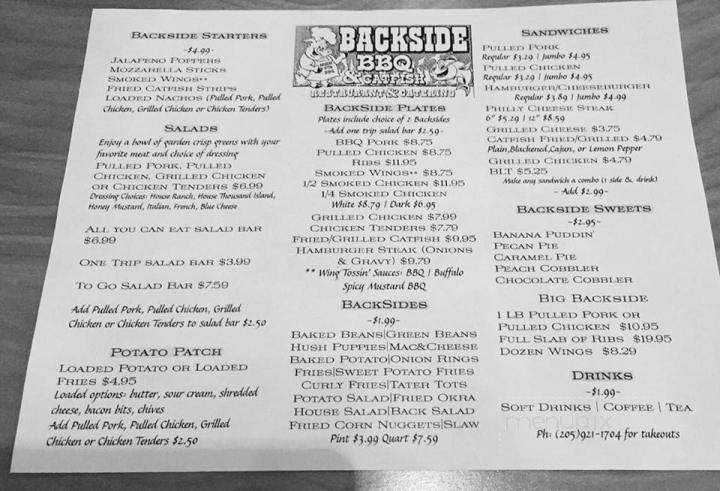 BACKSIDE STARTERS
~$4.99~
JALAPENO POPPERS
MOZZARELLA STICKS
SMOKED WINGS**
FRIED CATFISH STRIPS
LOADED NACHOS (Pulled Pork, Pulled
Chicken, Grilled Chicken or Chicken Tenders)
SALADS
Enjoy a bowl of garden crisp greens with your
favorite meat and choice of dressing
PULLED PORK, PULLED
CHICKEN, GRILLED CHICKEN
OR CHICKEN TENDERS $6.99
Dressing Choices: House Ranch, House Thousand Island,
Honey Mustard, Italian, French, Blue Cheese
ALL YOU CAN EAT SALAD BAR
$6.99
ONE TRIP SALAD BAR $3.99
TO GO SALAD BAR $7.59
Add Pulled Pork, Pulled Chicken, Grilled
Chicken or Chicken Tenders to salad bar $2.50
POTATO PATCH
LOADED POTATO OR LOADED
FRIES $4.95
Loaded options: butter, sour cream, shredded
cheese, bacon bits, chives
Add Pulled Pork, Pulled Chicken, Grilled
Chicken or Chicken Tenders $2.50
BACKSIDE
BBQ
& CATFISH
RESTAURANT & CATERING
BACKSIDE PLATES
Plates include choice of 2 Backsides
~Add one trip salad bar $2.59~
BBQ PORK $8.75
PULLED CHICKEN $8.75
RIBS $11.95
SMOKED WINGS** $8.75
1/2 SMOKED CHICKEN $11.95
1/4 SMOKED CHICKEN
White $8.79 | Dark $6.95
GRILLED CHICKEN $7.99
CHICKEN TENDERS $7.79
FRIED/GRILLED CATFISH $9.95
HAMBURGER STEAK (ONIONS
& GRAVY) $9.79
** Wing Tossin' Sauces: BBQ | Buffalo
Spicy Mustard BBQ
BACKSIDES
~$1.99~
BAKED BEANS|GREEN BEANS
HUSH PUPPIES|MAC&CHEESE
BAKED POTATO|ONION RINGS
FRIES|SWEET POTATO FRIES
CURLY FRIES|TATER TOTS
POTATO SALAD|FRIED OKRA
HOUSE SALAD|BACK SALAD
FRIED CORN NUGGETS|SLAW
Pint $3.99 Quart $7.59
SANDWICHES
PULLED PORK
Regular $3.29 | Jumbo $4.95
PULLED CHICKEN
Regular $3.29 | Jumbo $4.95
HAMBURGER/CHEESEBURGER
Regular $3.89 | Jumbo $4.99
PHILLY CHEESE STEAK
6" $5.29 | 12" $8.59
GRILLED CHEESE $3.75
CATFISH FRIED/GRILLED $4.79
Plain,Blackened,Cajun, or Lemon Pepper
GRILLED CHICKEN $4.79
BLT $5.25
Make any sandwich a combo (1 side & drink)
~ Add $2.99~
BACKSIDE SWEETS
~$2.95~
BANANA PUDDIN'
PECAN PIE
CARAMEL PIE
PEACH COBBLER
CHOCOLATE COBBLER
BIG BACKSIDE
1 LB PULLED PORK OR
PULLED CHICKEN $10.95
FULL SLAB OF RIBS $19.95
DOZEN WINGS $8.29
DRINKS
~$1.99~
SOFT DRINKS | COFFEE | TEA
menupix
Ph: (205)921-1704 for takeouts